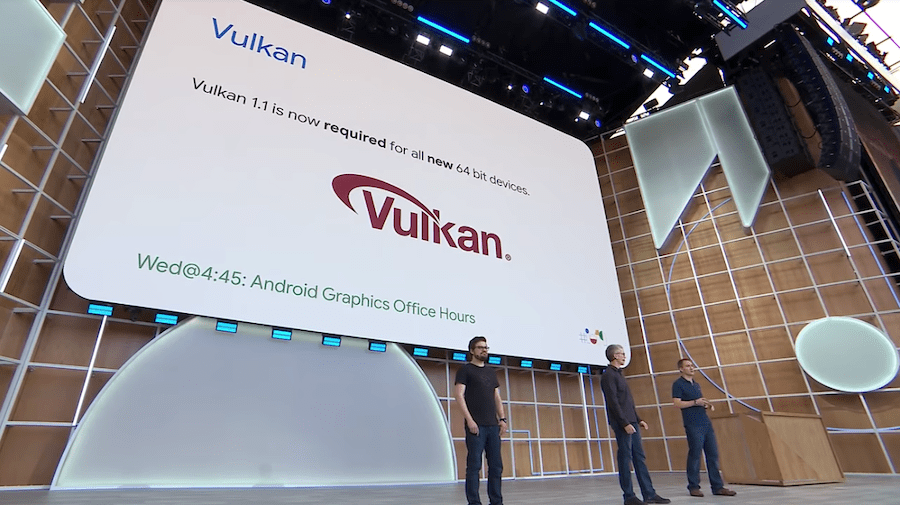 Vulkan
Vulkan 1.1 is now required for all new 64 bit devices.
Vulkan®
Wed@4:45: Android Graphics Office Hours